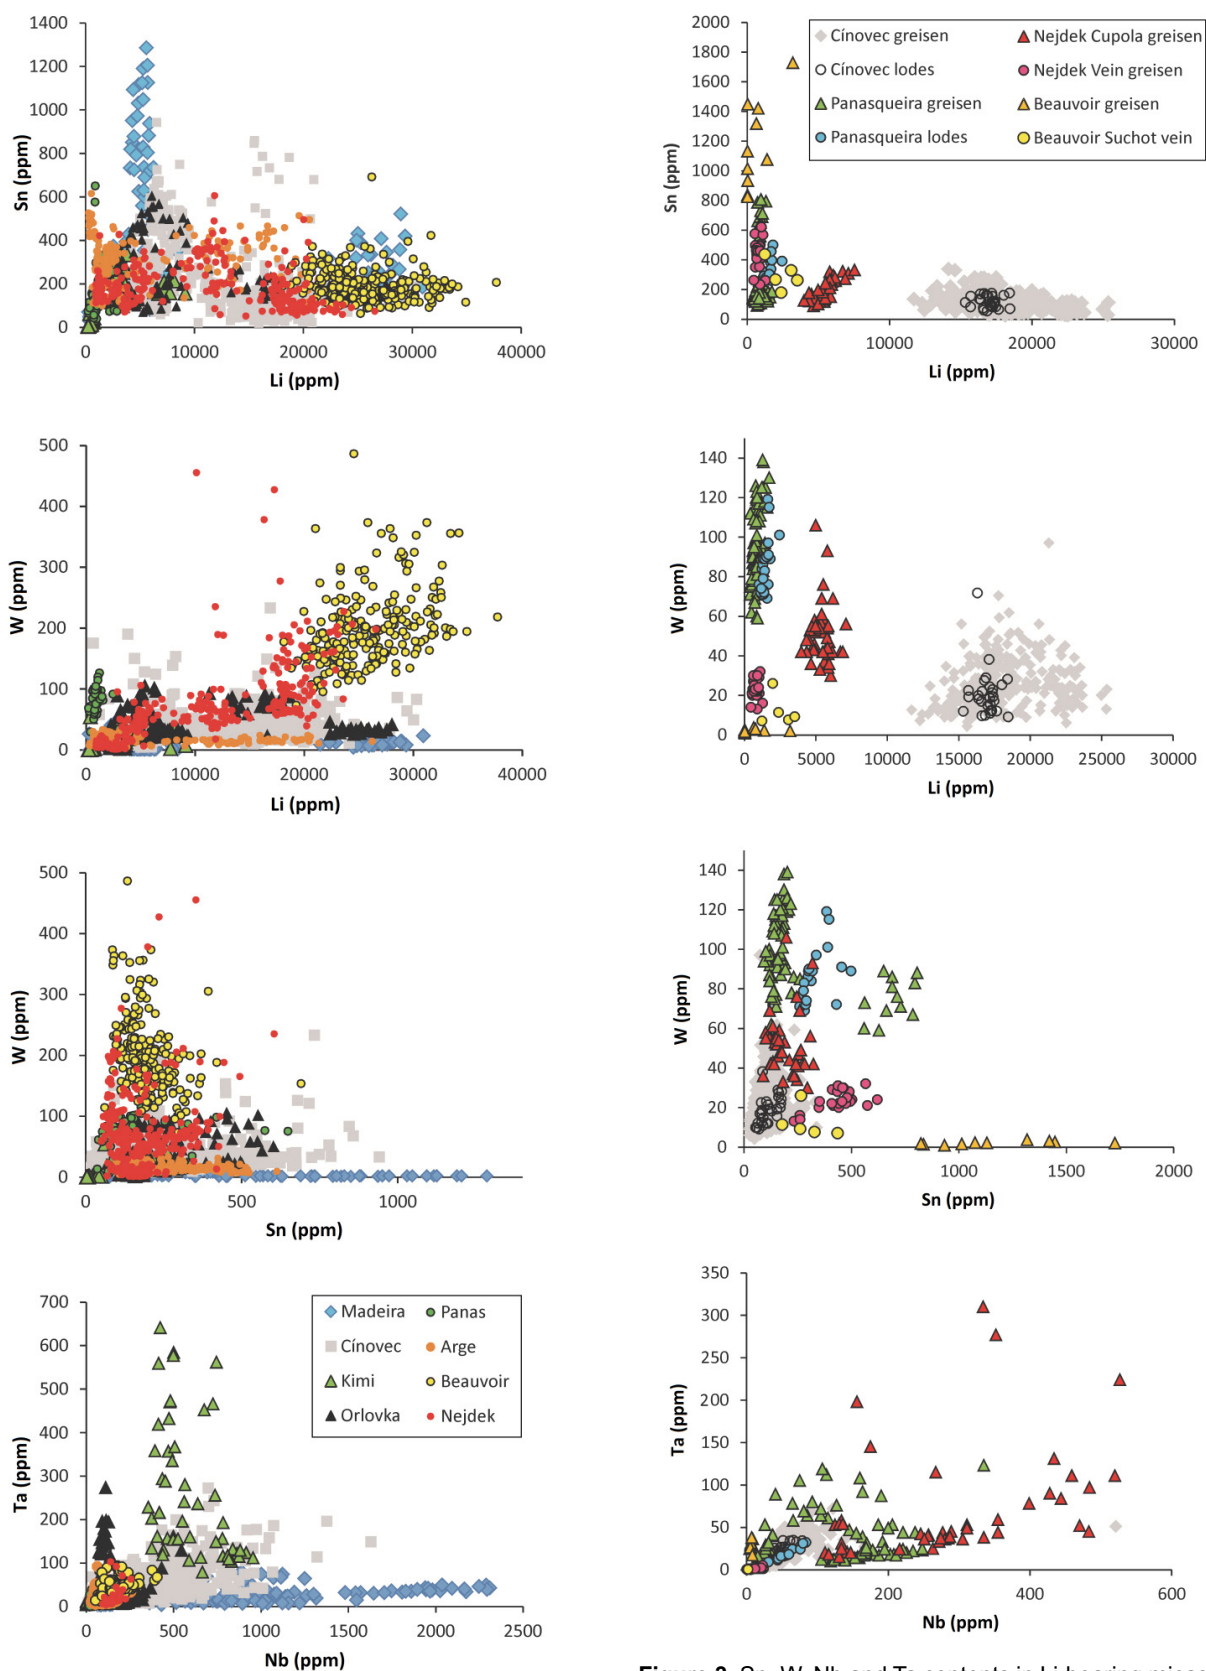 1400
1200
1000
800
600
400
200
0
Sn (ppm)
0 10000 20000 30000 40000
Li (ppm)
2000
1800
1600
1400
1200
1000
800
600
400
200
0
Sn (ppm)
Cínovec greisen
Nejdek Cupola greisen
Cínovec lodes
Nejdek Vein greisen
Panasqueira greisen
Beauvoir greisen
Panasqueira lodes
Beauvoir Suchot vein
0 10000 20000 30000
Li (ppm)
500
400
300
200
100
0
W (ppm)
0 10000 20000 30000 40000
Li (ppm)
140
120
100
80
60
40
20
0
W (ppm)
0 5000 10000 15000 20000 25000 30000
Li (ppm)
500
400
300
200
100
0
W (ppm)
0 500 1000
Sn (ppm)
140
120
100
80
60
40
20
0
W (ppm)
0 500 1000 1500 2000
Sn (ppm)
700
600
500
400
300
200
100
0
Ta (ppm)
Madeira
Panas
Cínovec
Arge
Kimi
Beauvoir
Orlovka
Nejdek
0 500 1000 1500 2000 2500
Nb (ppm)
350
300
250
200
150
100
50
0
Ta (ppm)
0 200 400 600
Nb (ppm)